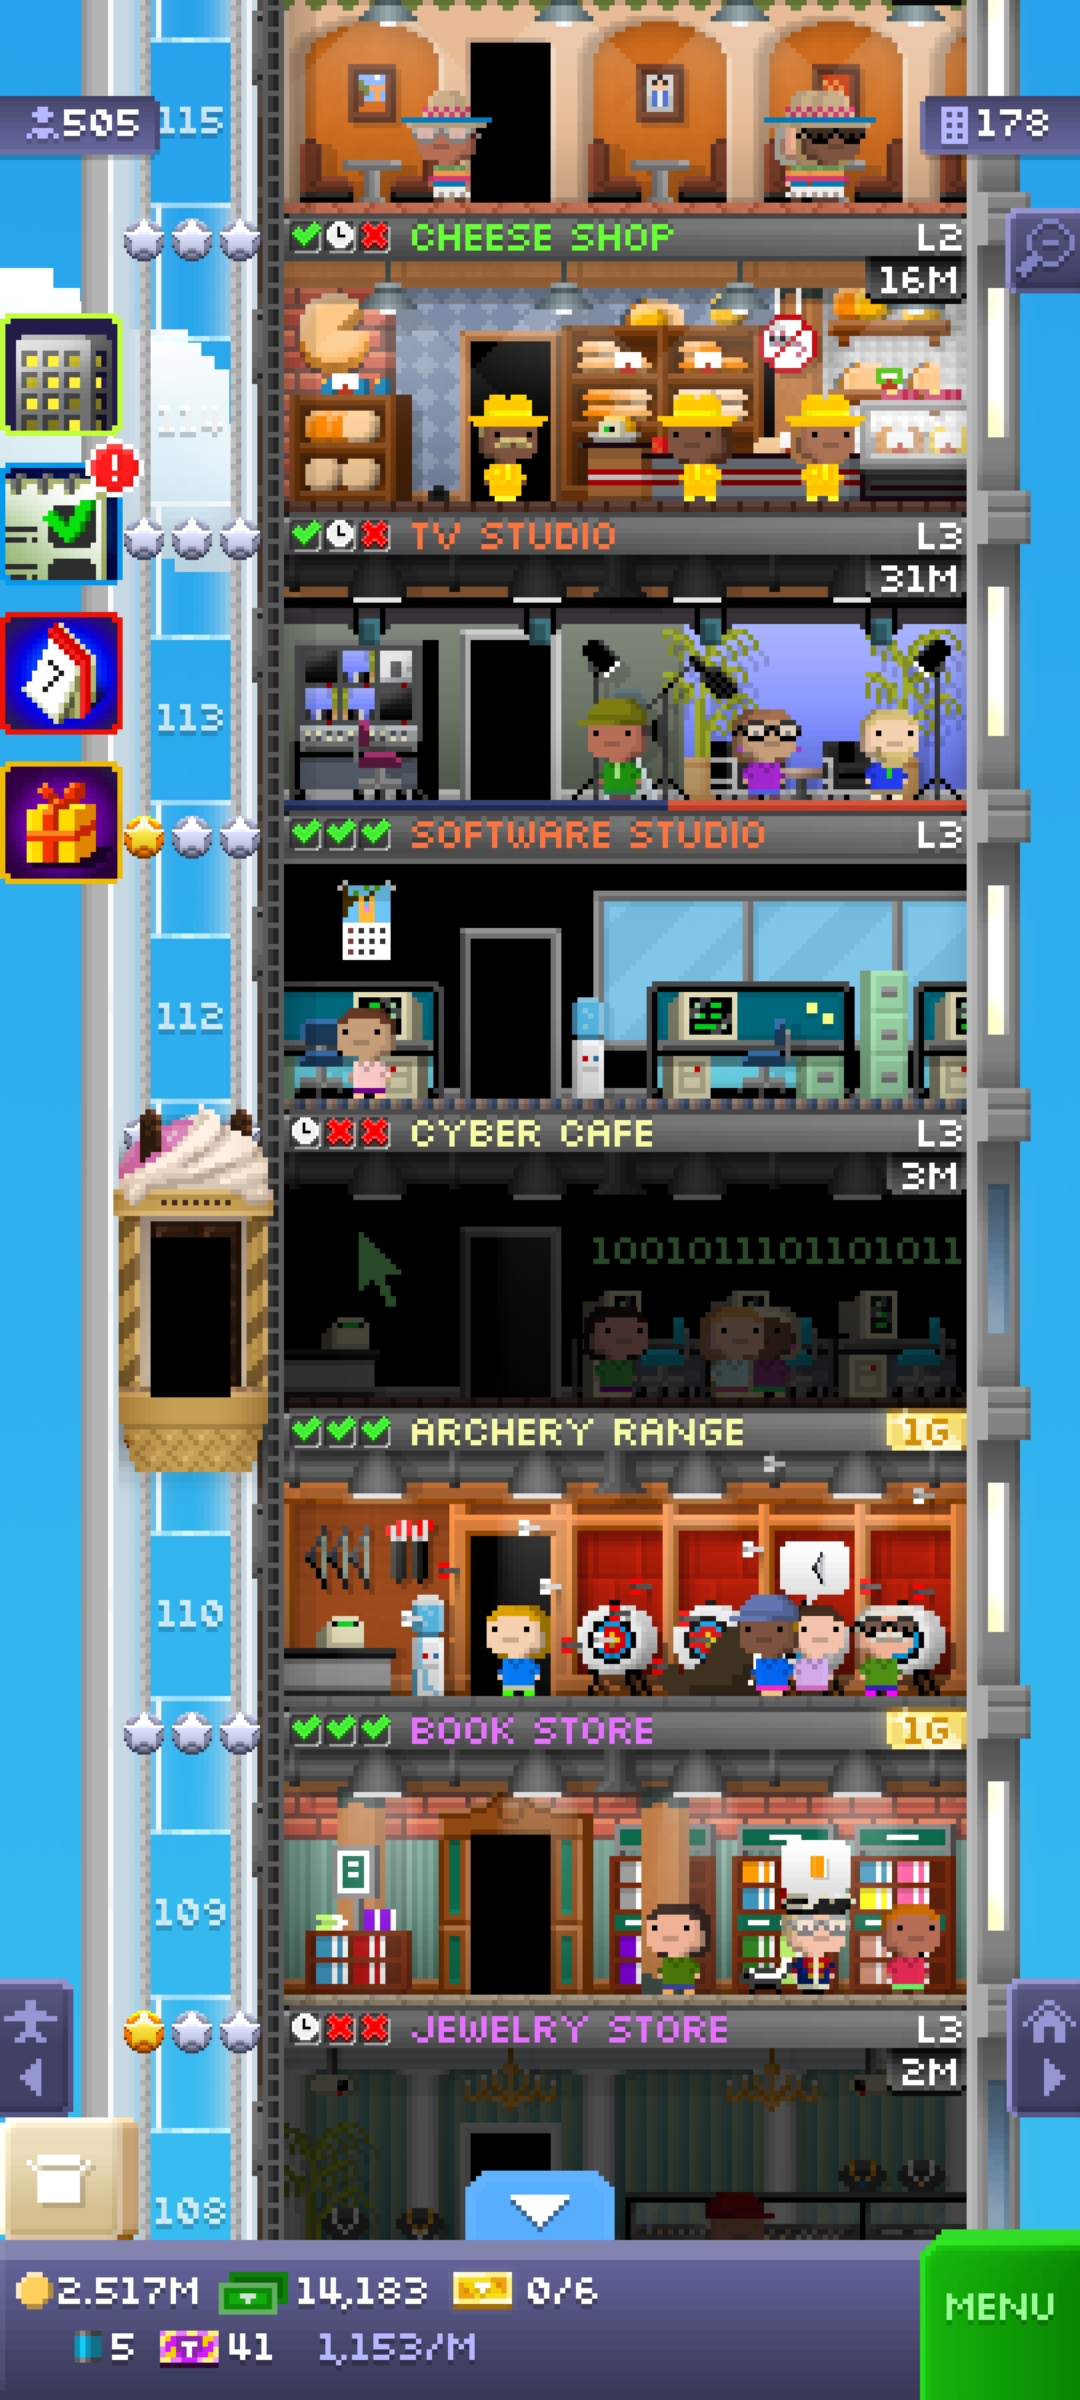 505
115
178
CHEESE SHOP
L2
16M
114
TV STUDIO
L3
31M
113
SOFTWARE STUDIO
L3
112
CYBER CAFE
L3
3M
1001011101101011
ARCHERY RANGE
1G
110
BOOK STORE
1G
109
JEWELRY STORE
L3
2M
108
2.517M
14,183
0/6
MENU
5
T
41
1,153/M